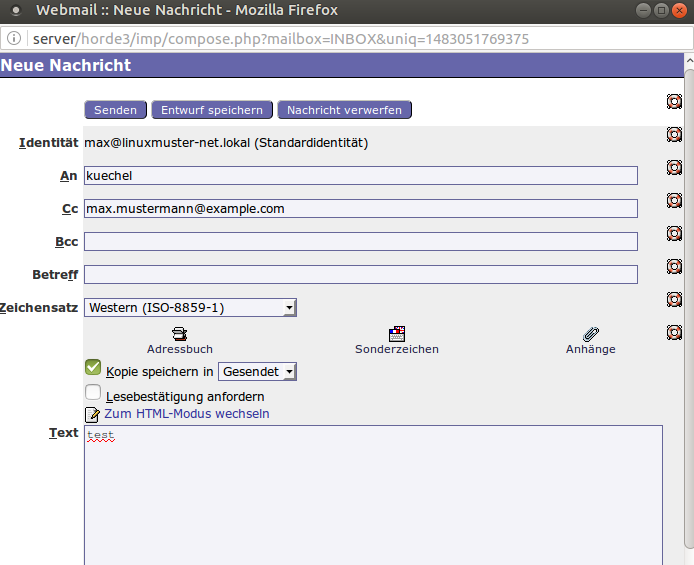 Webmail :: Neue Nachricht - Mozilla Firefox
server/horde3/imp/compose.php?mailbox=INBOX&uniq=1483051769375
Neue Nachricht
Senden Entwurf speichern Nachricht verwerfen
Identität max@linuxmuster-net.lokal (Standardidentität)
An kuechel
Cc max.mustermann@example.com
Bcc
Betreff
Zeichensatz Western (ISO-8859-1)
Adressbuch Sonderzeichen Anhänge
Kopie speichern in Gesendet
Lesebestätigung anfordern
Zum HTML-Modus wechseln
Text test